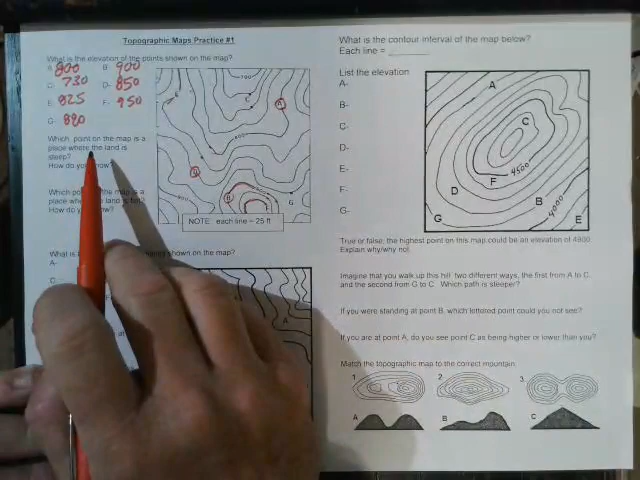 Topographic Maps Practice #1
What is the elevation of the points shown on the map?
A- 800 B- 900
C- 730 D- 850
E- 825 F- 950
G- 880
Which point on the map is a
place where the land is
steep?
How do you know?
Which point on the map is a
place where the land is flat?
How do you know?
NOTE: each line = 25 ft
E
C
A
G
shown on the map?
A-
C-
What is the contour interval of the map below?
Each line =
List the elevation
A-
B-
C-
D-
E-
F-
G-
A
C
F
4500
D
B
4000
G
E
True or false, the highest point on this map could be an elevation of 4800
Explain why/why not
Imagine that you walk up this hill two different ways, the first from A to C,
and the second from G to C. Which path is steeper?
If you were standing at point B, which lettered point could you not see?
If you are at point A, do you see point C as being higher or lower than you?
Match the topographic map to the correct mountain:
1 2 3
A B C